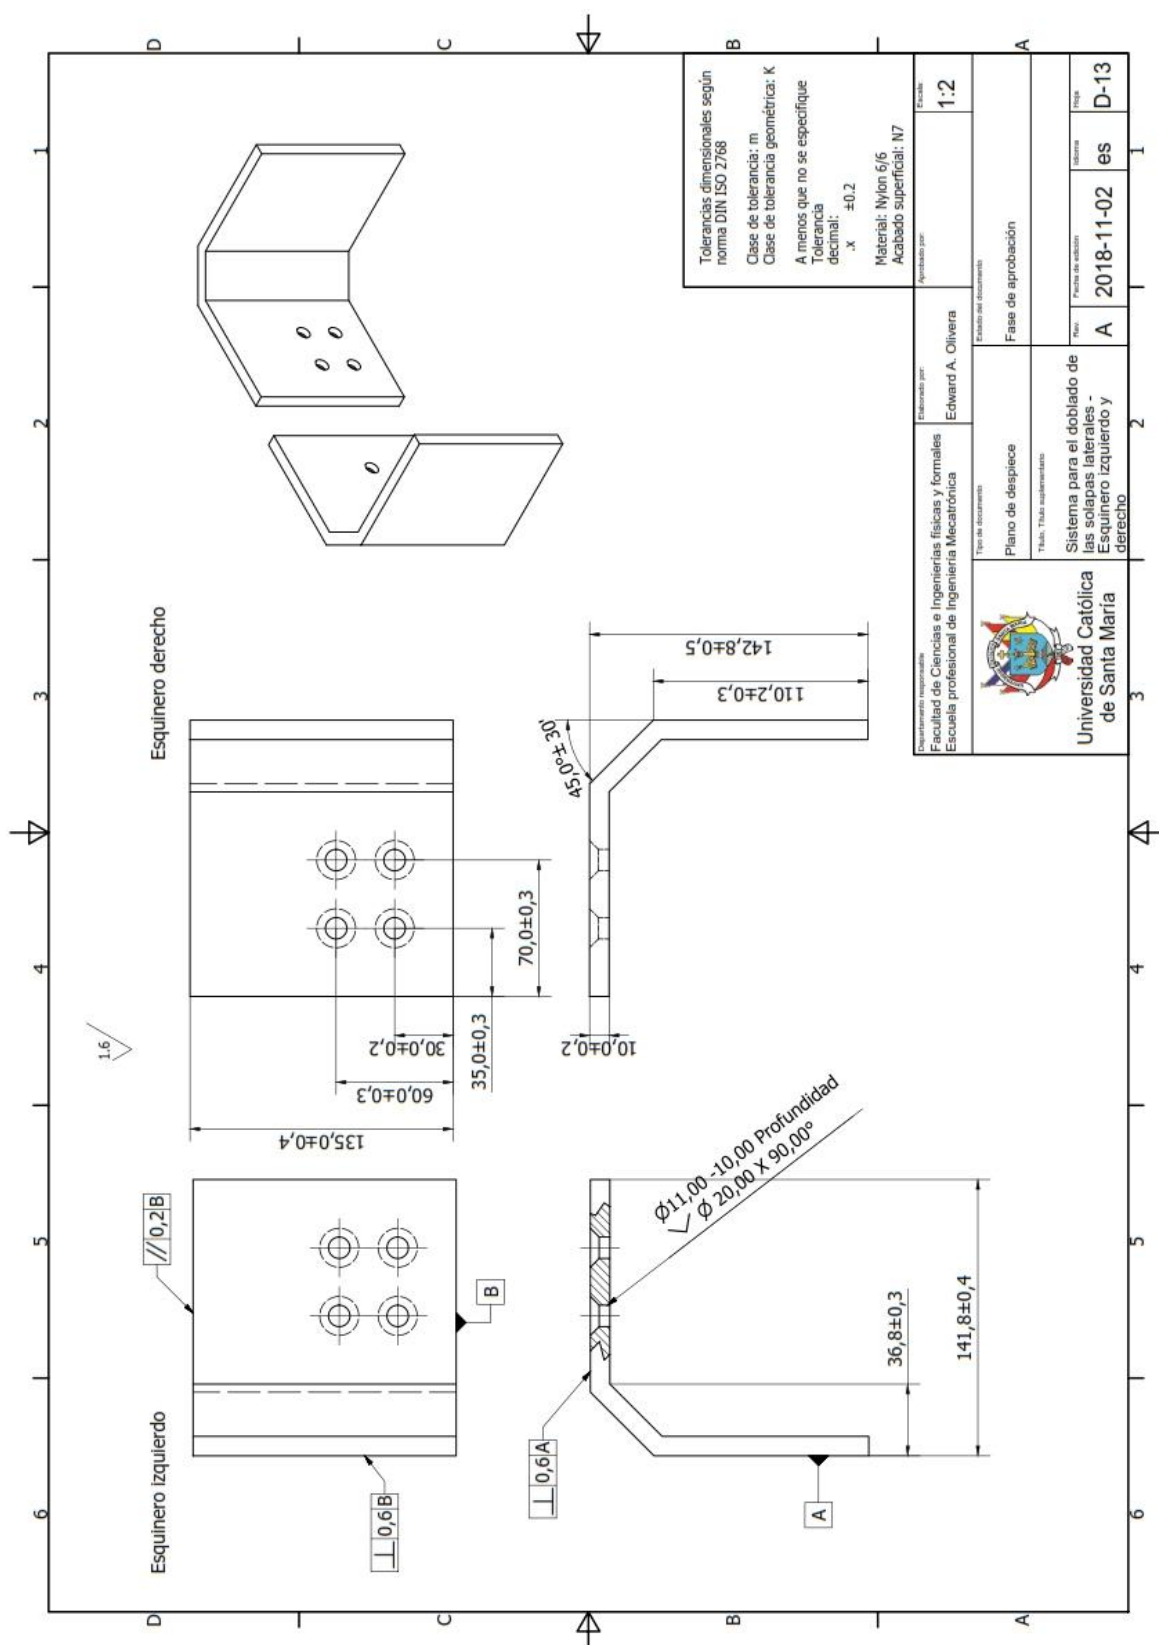 6
5
4
3
2
1
D
D
C
C
B
B
A
A
Esquinero izquierdo
Esquinero derecho
1.6
// 0,2 B
⊥ 0,6 B
B
135,0±0,4
60,0±0,3
30,0±0,2
35,0±0,3
70,0±0,3
⊥ 0,6 A
A
Ø11,00 -10,00 Profundidad
⌵ Ø 20,00 X 90,00°
36,8±0,3
141,8±0,4
10,0±0,2
45,0°± 30'
110,2±0,3
142,8±0,5
Tolerancias dimensionales según
norma DIN ISO 2768
Clase de tolerancia: m
Clase de tolerancia geométrica: K
A menos que no se especifique
Tolerancia
decimal:
.x ±0.2
Material: Nylon 6/6
Acabado superficial: N7
Departamento responsable
Facultad de Ciencias e Ingenierías físicas y formales
Escuela profesional de Ingeniería Mecatrónica
Elaborado por:
Edward A. Olivera
Aprobado por:
Escala:
1:2
Universidad Católica
de Santa María
Tipo de documento
Plano de despiece
Estado del documento
Fase de aprobación
Título, Título suplementario
Sistema para el doblado de
las solapas laterales -
Esquinero izquierdo y
derecho
Rev.
A
Fecha de edición
2018-11-02
Idioma
es
Hoja
D-13
6
5
4
3
2
1